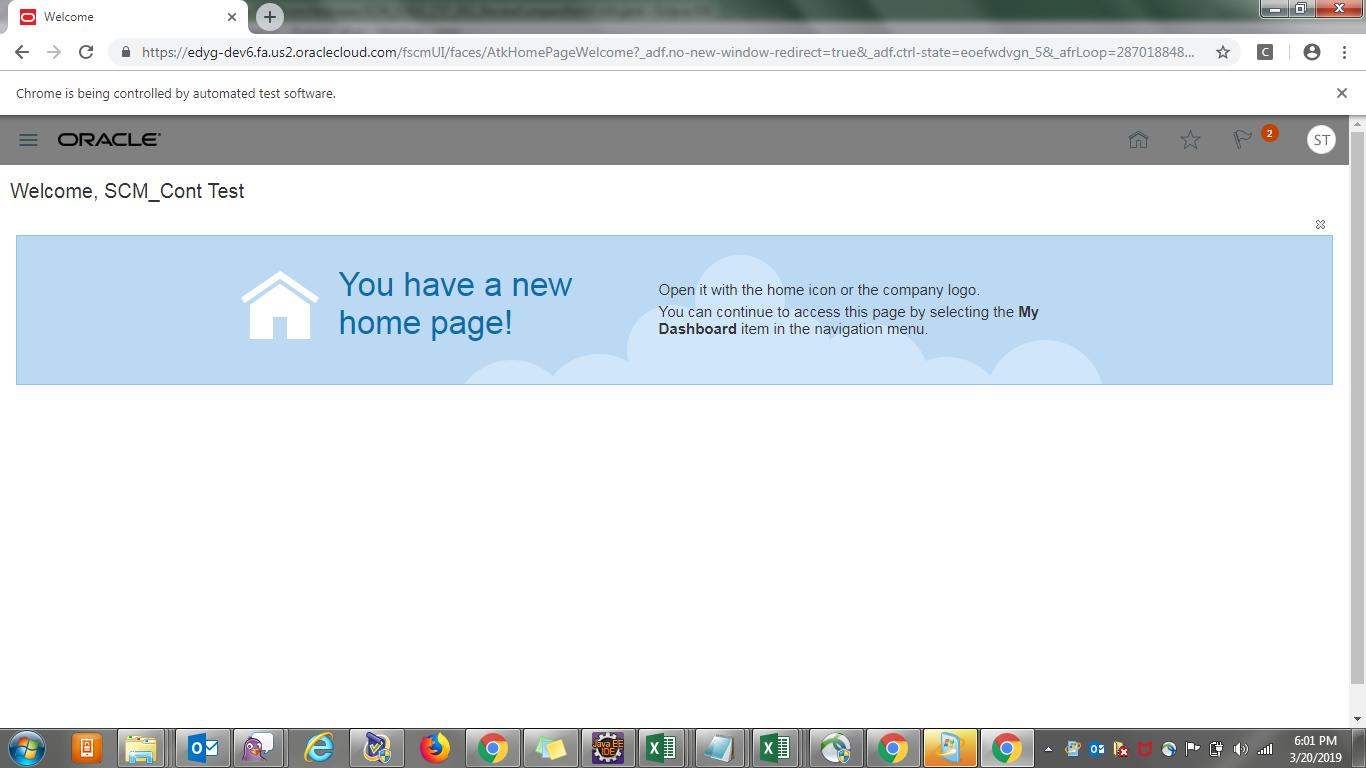 Welcome
https://edyg-dev6.fa.us2.oraclecloud.com/fscmUI/faces/AtkHomePageWelcome?_adf.no-new-window-redirect=true&_adf.ctrl-state=eoefwdvgn_5&_afrLoop=287018848...
C
Chrome is being controlled by automated test software.
ORACLE
2
ST
Welcome, SCM_Cont Test
You have a new
home page!
Open it with the home icon or the company logo.
You can continue to access this page by selecting the My
Dashboard item in the navigation menu.
Java EE
IDE
6:01 PM
3/20/2019